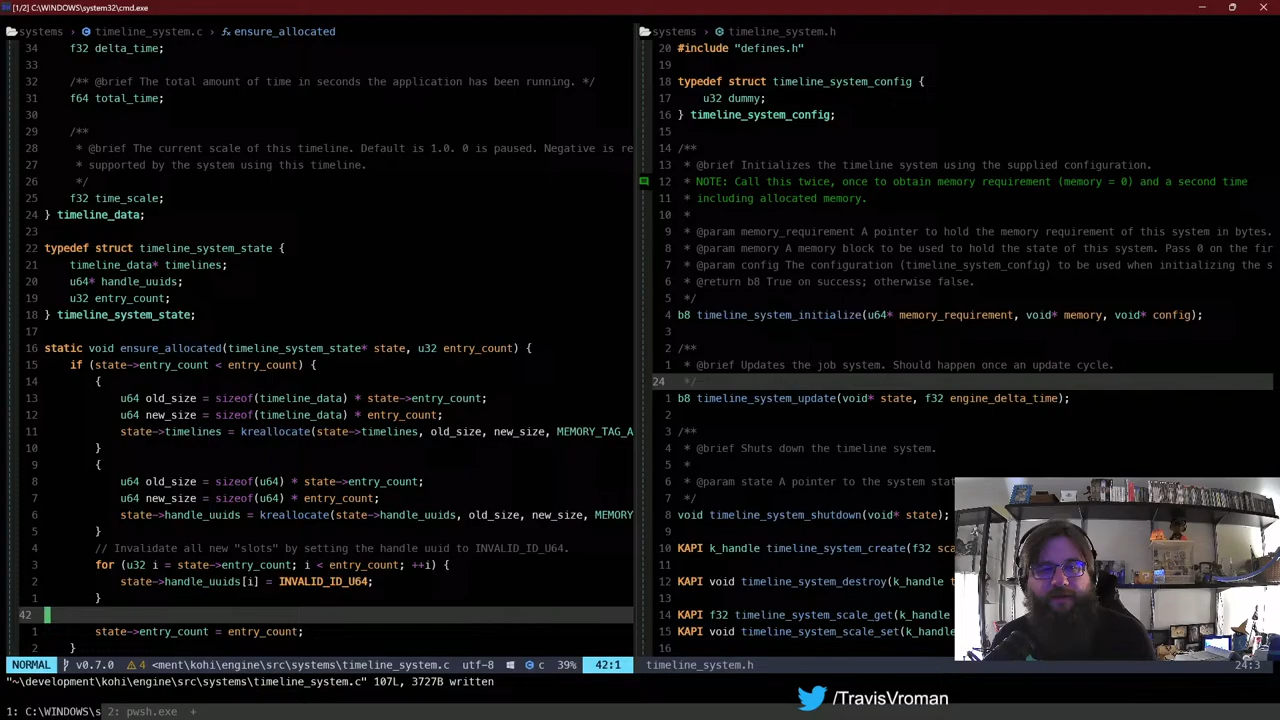 [1/2] C:\WINDOWS\system32\cmd.exe
systems › timeline_system.c › ensure_allocated
34 f32 delta_time;
33
32 /** @brief The total amount of time in seconds the application has been running. */
31 f64 total_time;
30
29 /**
28 * @brief The current scale of this timeline. Default is 1.0. 0 is paused. Negative is re
27 * supported by the system using this timeline.
26 */
25 f32 time_scale;
24 } timeline_data;
23
22 typedef struct timeline_system_state {
21 timeline_data* timelines;
20 u64* handle_uuids;
19 u32 entry_count;
18 } timeline_system_state;
17
16 static void ensure_allocated(timeline_system_state* state, u32 entry_count) {
15 if (state->entry_count < entry_count) {
14 {
13 u64 old_size = sizeof(timeline_data) * state->entry_count;
12 u64 new_size = sizeof(timeline_data) * entry_count;
11 state->timelines = kreallocate(state->timelines, old_size, new_size, MEMORY_TAG_A
10 }
9 {
8 u64 old_size = sizeof(u64) * state->entry_count;
7 u64 new_size = sizeof(u64) * entry_count;
6 state->handle_uuids = kreallocate(state->handle_uuids, old_size, new_size, MEMORY
5 }
4 // Invalidate all new "slots" by setting the handle uuid to INVALID_ID_U64.
3 for (u32 i = state->entry_count; i < entry_count; ++i) {
2 state->handle_uuids[i] = INVALID_ID_U64;
1 }
42
1 state->entry_count = entry_count;
2 }
NORMAL v0.7.0 4 <ment\kohi\engine\src\systems\timeline_system.c utf-8 c 39% 42:1
"~\development\kohi\engine\src\systems\timeline_system.c" 107L, 3727B written
1: C:\WINDOWS\s 2: pwsh.exe +
systems › timeline_system.h
20 #include "defines.h"
19
18 typedef struct timeline_system_config {
17 u32 dummy;
16 } timeline_system_config;
15
14 /**
13 * @brief Initializes the timeline system using the supplied configuration.
12 * NOTE: Call this twice, once to obtain memory requirement (memory = 0) and a second time
11 * including allocated memory.
10 *
9 * @param memory_requirement A pointer to hold the memory requirement of this system in bytes.
8 * @param memory A memory block to be used to hold the state of this system. Pass 0 on the fir
7 * @param config The configuration (timeline_system_config) to be used when initializing the s
6 * @return b8 True on success; otherwise false.
5 */
4 b8 timeline_system_initialize(u64* memory_requirement, void* memory, void* config);
3
2 /**
1 * @brief Updates the job system. Should happen once an update cycle.
24 */
1 b8 timeline_system_update(void* state, f32 engine_delta_time);
2
3 /**
4 * @brief Shuts down the timeline system.
5 *
6 * @param state A pointer to the system stat
7 */
8 void timeline_system_shutdown(void* state);
9
10 KAPI k_handle timeline_system_create(f32 sca
11
12 KAPI void timeline_system_destroy(k_handle t
13
14 KAPI f32 timeline_system_scale_get(k_handle
15 KAPI void timeline_system_scale_set(k_handle
16
timeline_system.h 24:3
/TravisVroman